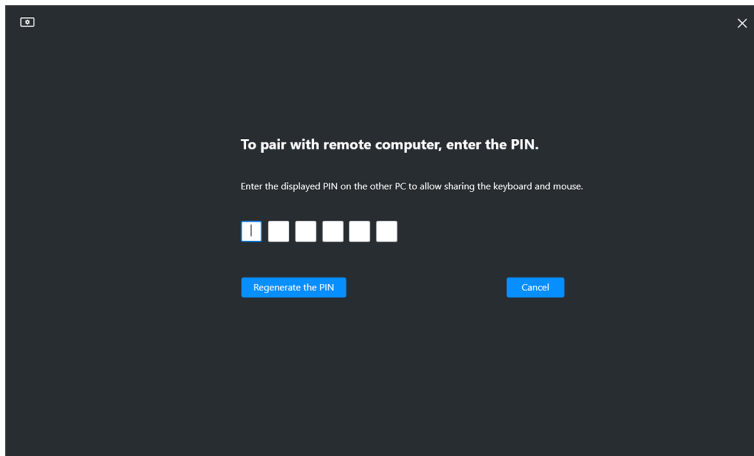 To pair with remote computer, enter the PIN.
Enter the displayed PIN on the other PC to allow sharing the keyboard and mouse.
Regenerate the PIN
Cancel